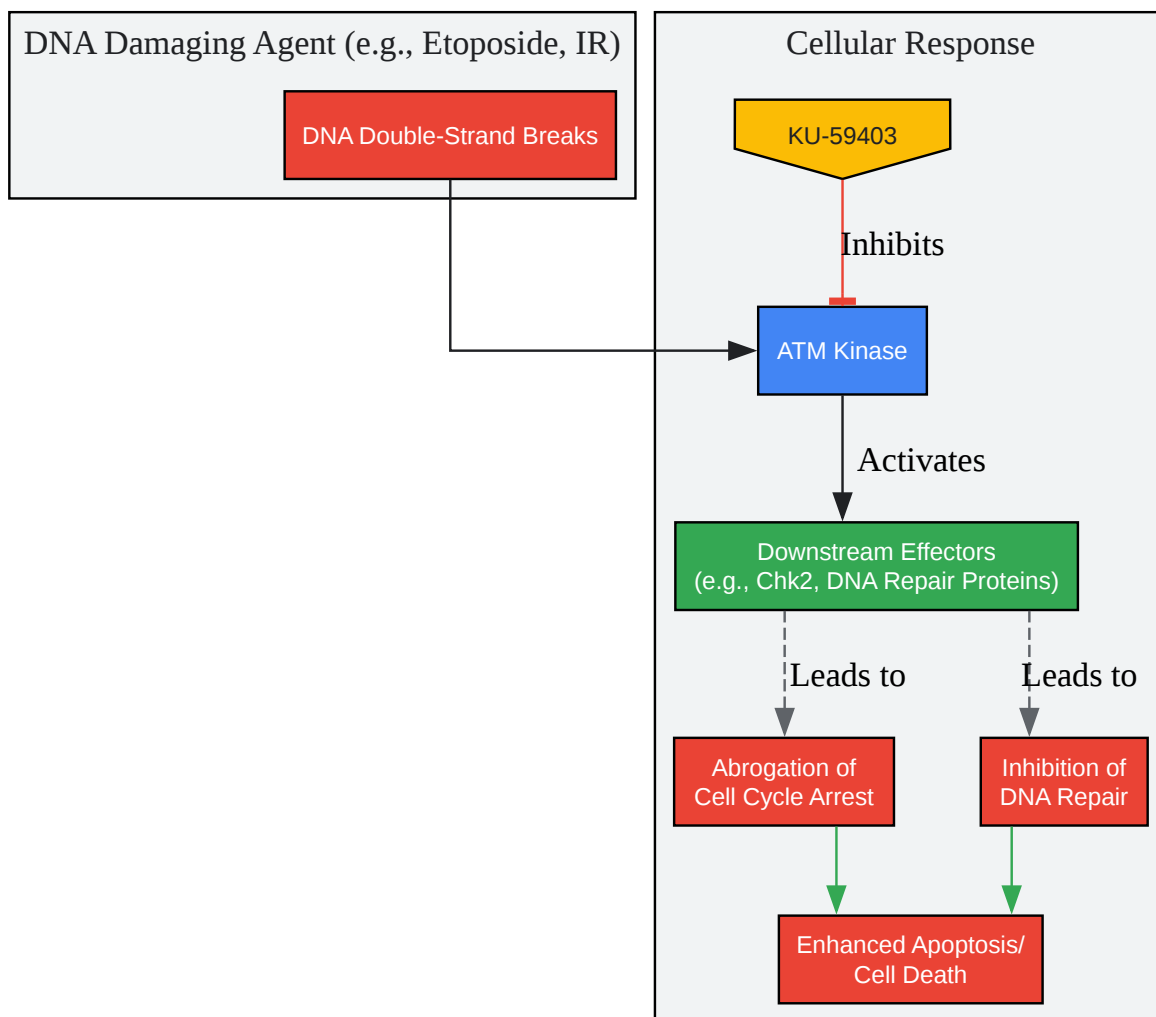 DNA Damaging Agent (e.g., Etoposide, IR)
DNA Double-Strand Breaks
Cellular Response
KU-59403
Inhibits
ATM Kinase
Activates
Downstream Effectors
(e.g., Chk2, DNA Repair Proteins)
Leads to
Leads to
Abrogation of
Cell Cycle Arrest
Inhibition of
DNA Repair
Enhanced Apoptosis/
Cell Death